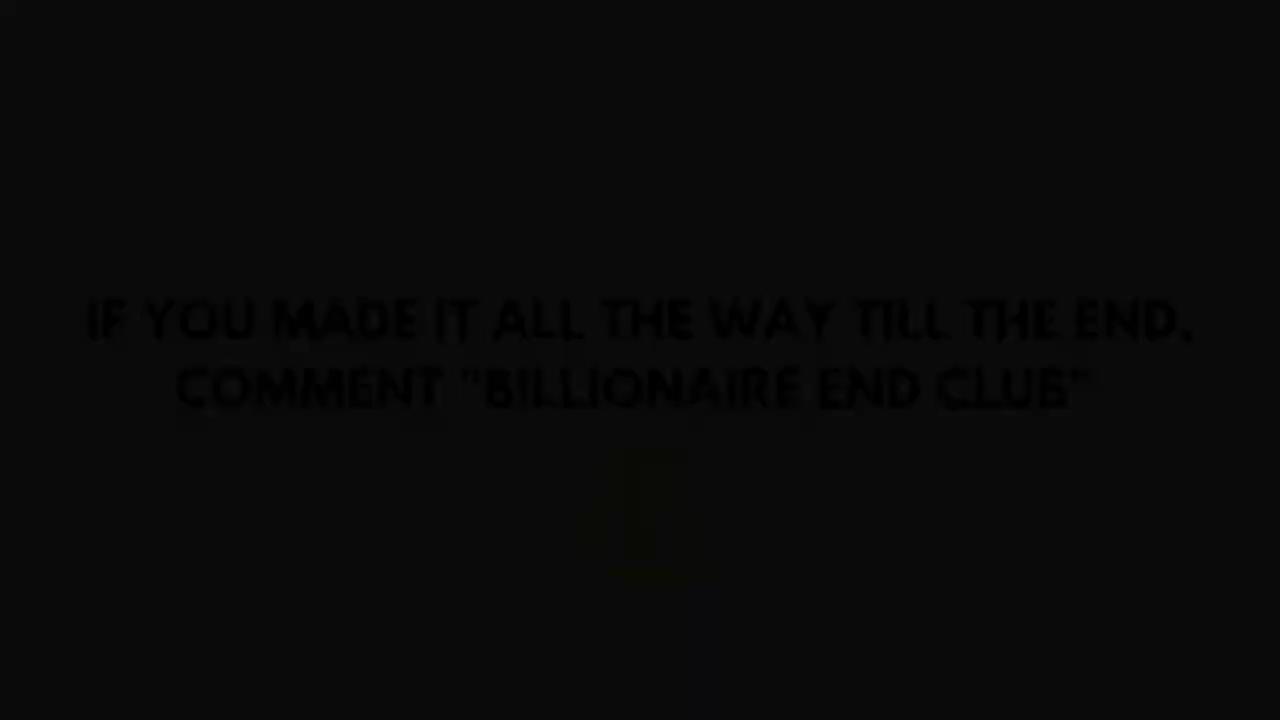 IF YOU MADE IT ALL THE WAY TILL THE END,
COMMENT "BILLIONAIRE END CLUB"